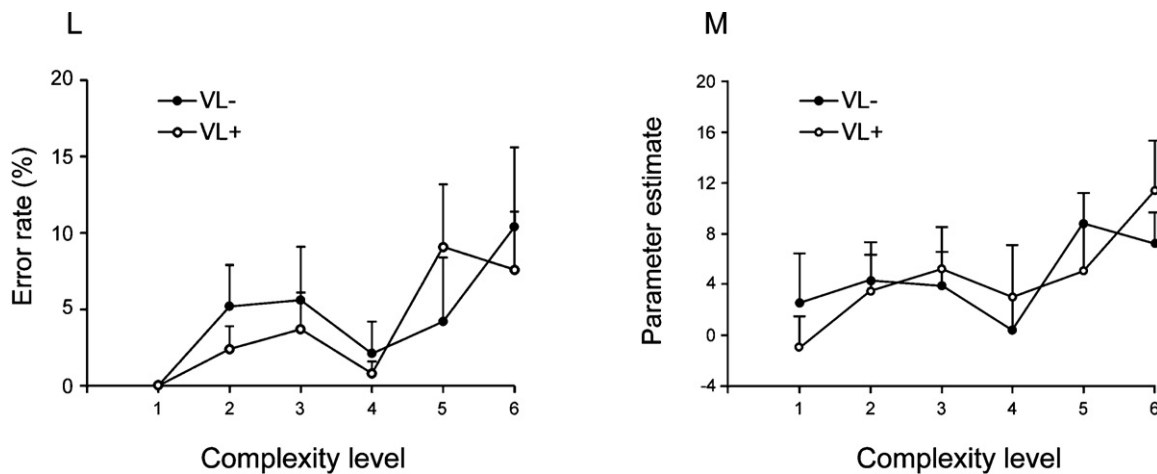 L
Error rate (%)
20
15
10
5
0
VL-
VL+
1 2 3 4 5 6
Complexity level
M
Parameter estimate
20
16
12
8
4
0
-4
VL-
VL+
1 2 3 4 5 6
Complexity level